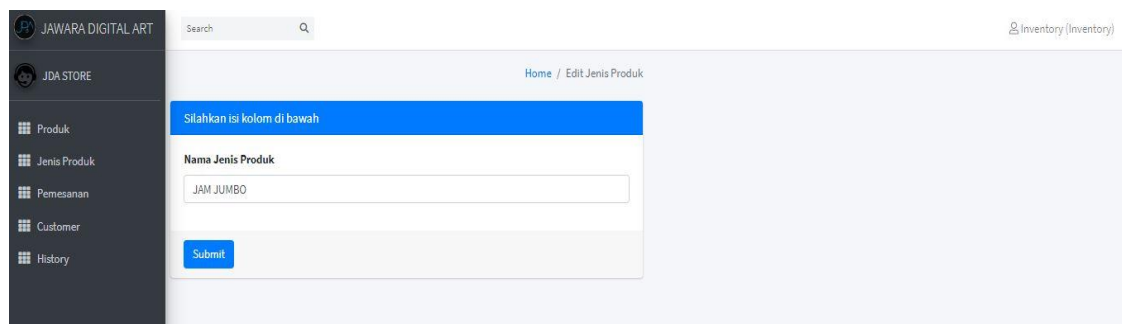 JAWARA DIGITAL ART
Search
Inventory (Inventory)
JDA STORE
Home / Edit Jenis Produk
Silahkan isi kolom di bawah
Produk
Jenis Produk
Pemesanan
Customer
History
Nama Jenis Produk
JAM JUMBO
Submit